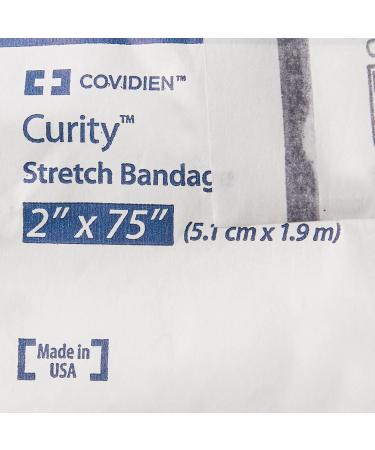 COVIDIEN™
Curity™
Stretch Bandag
2" x 75" (5.1 cm x 1.9 m)
Made in
USA